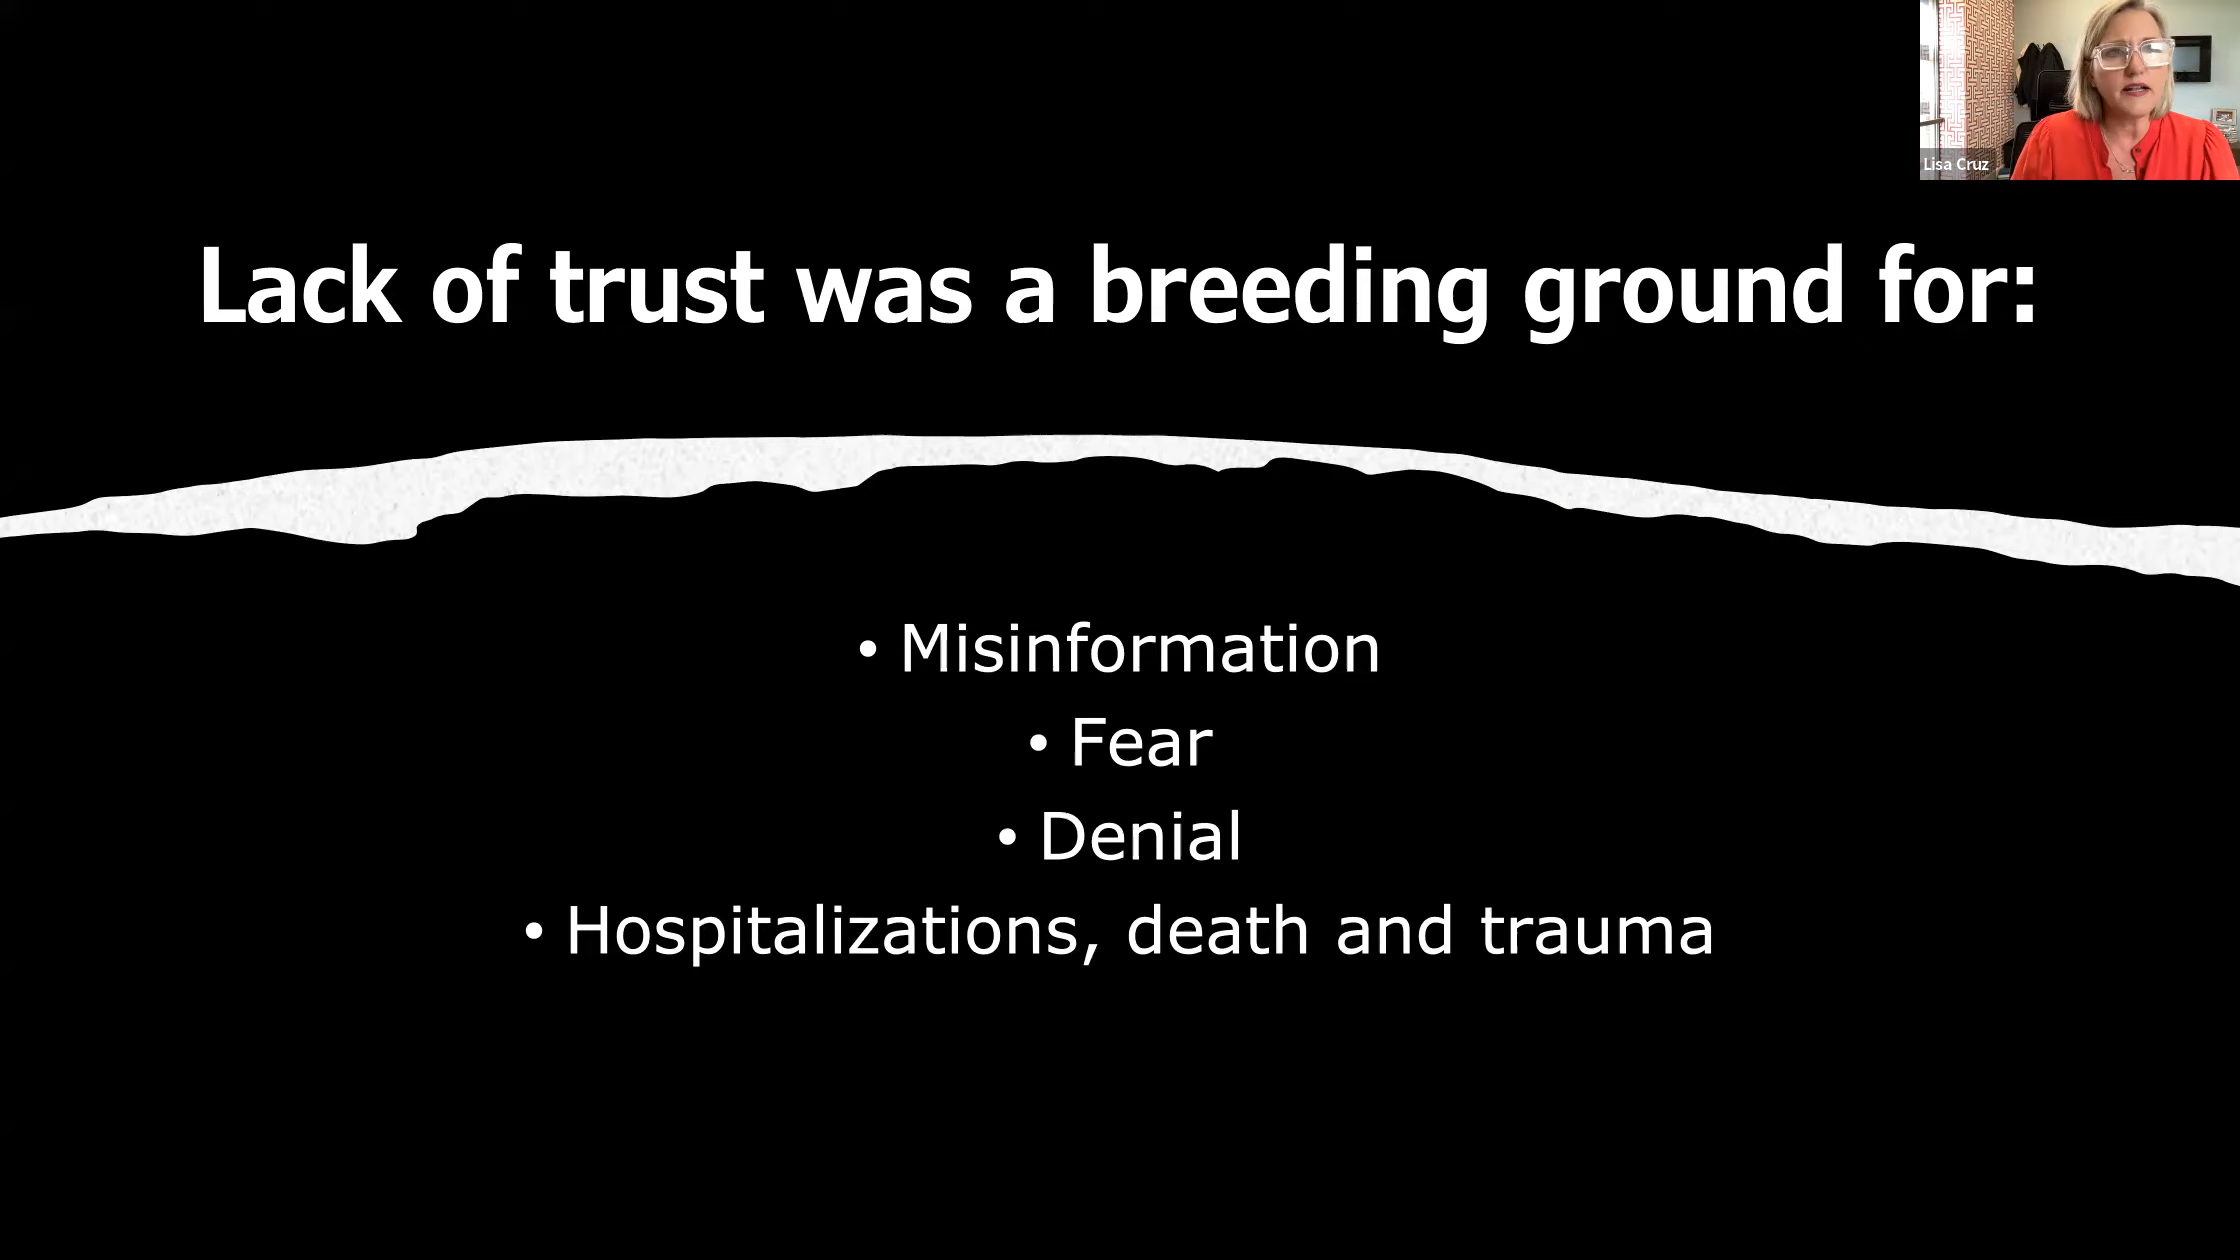 Lisa Cruz
Lack of trust was a breeding ground for:
• Misinformation
• Fear
• Denial
• Hospitalizations, death and trauma